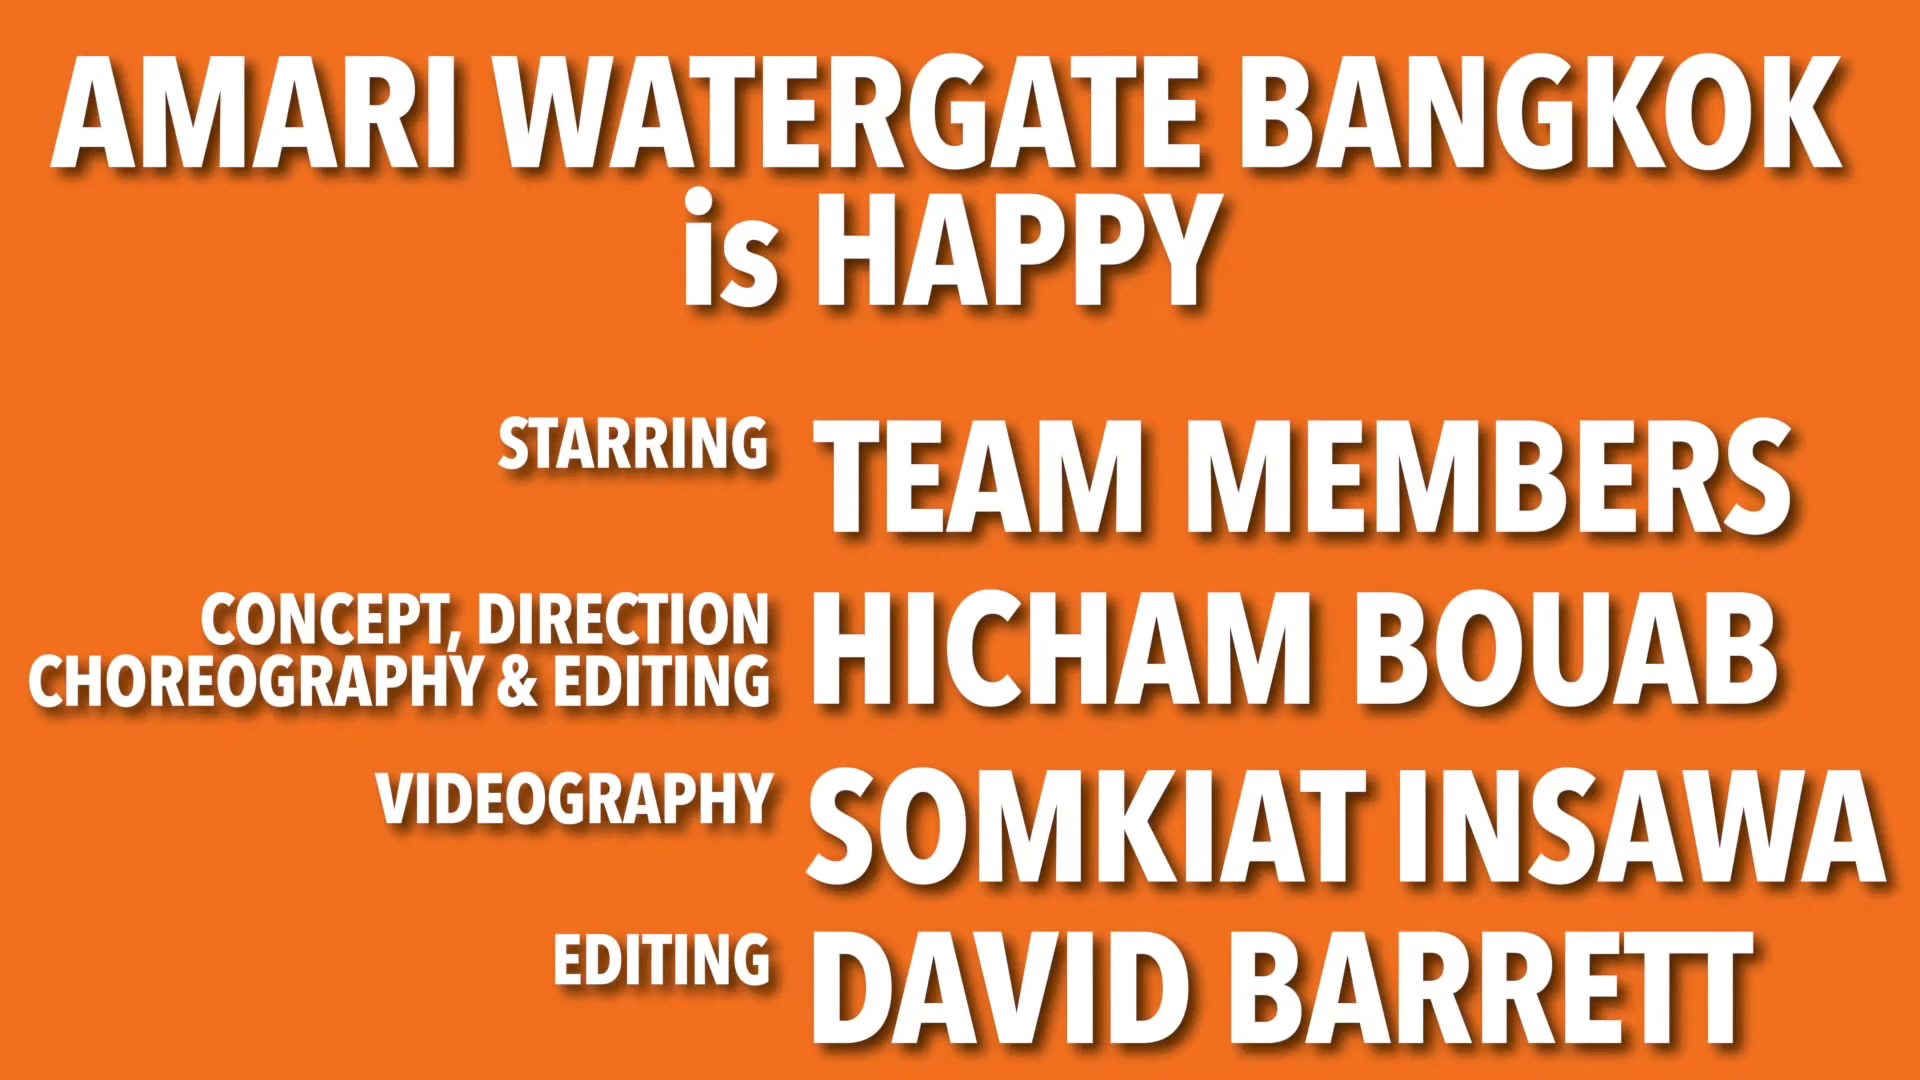 AMARI WATERGATE BANGKOK
is HAPPY
STARRING TEAM MEMBERS
CONCEPT, DIRECTION
CHOREOGRAPHY & EDITING HICHAM BOUAB
VIDEOGRAPHY SOMKIAT INSAWA
EDITING DAVID BARRETT